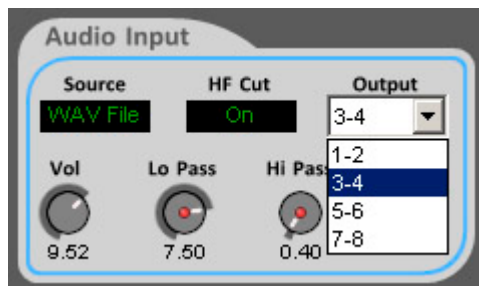 Audio Input
Source HF Cut Output
WAV File On 3-4
1-2
Vol Lo Pass Hi Pass
3-4
5-6
7-8
9.52 7.50 0.40